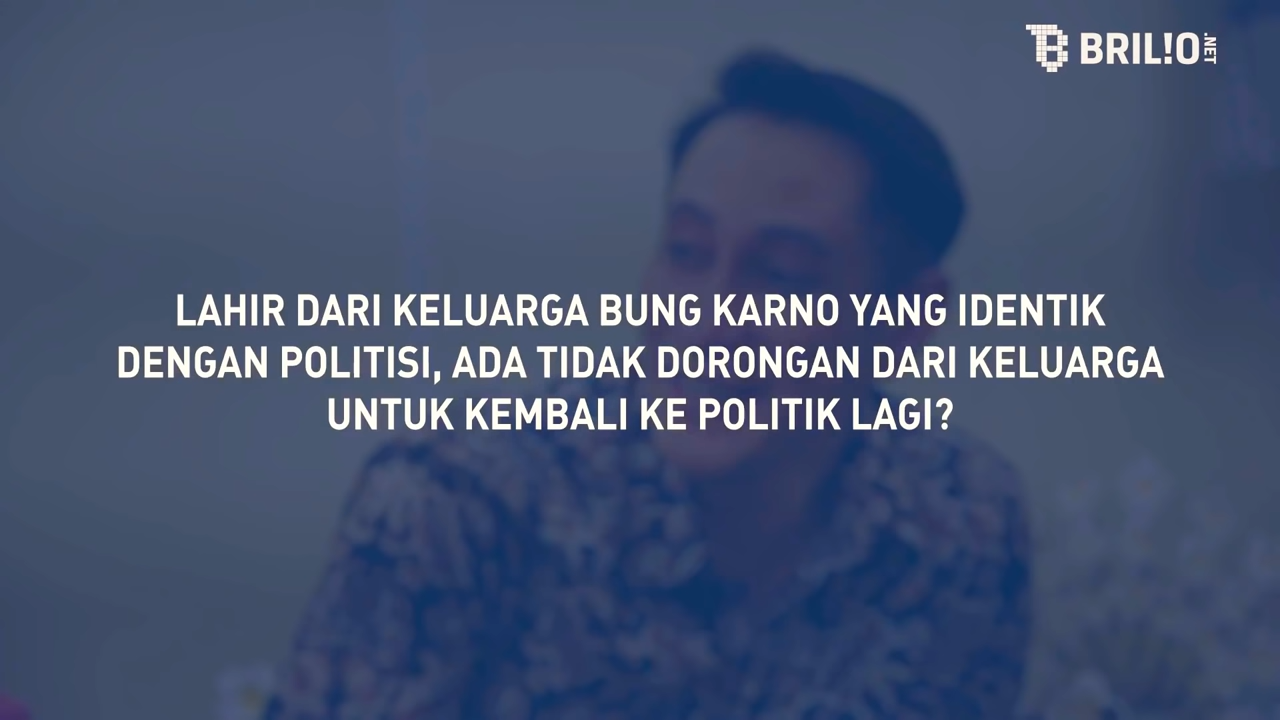 BRIL!O.NET
LAHIR DARI KELUARGA BUNG KARNO YANG IDENTIK
DENGAN POLITISI, ADA TIDAK DORONGAN DARI KELUARGA
UNTUK KEMBALI KE POLITIK LAGI?